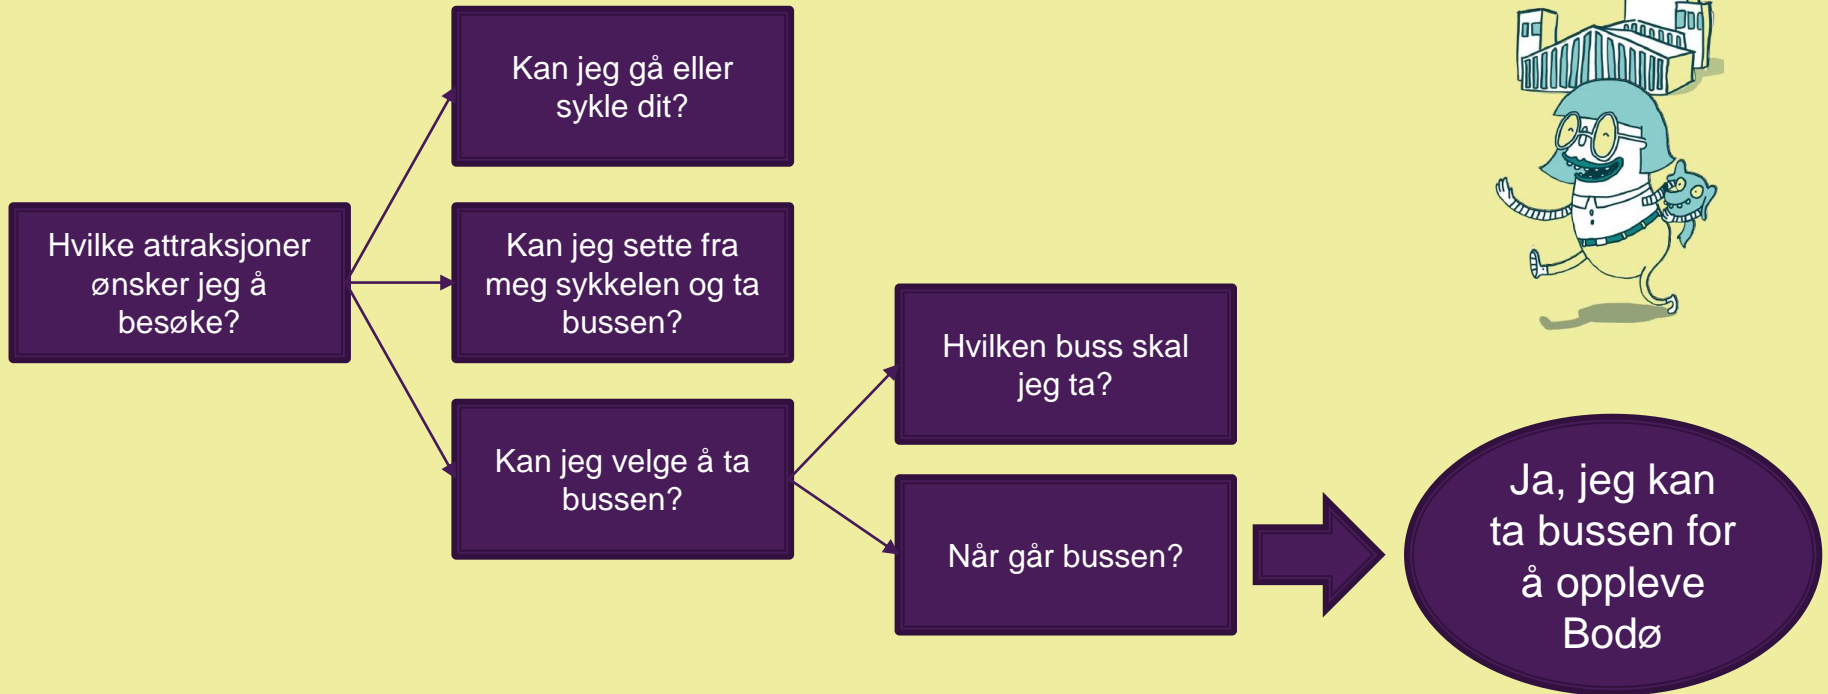 Kan jeg gå eller
sykle dit?
Hvilke attraksjoner
ønsker jeg å
besøke?
Kan jeg sette fra
meg sykkelen og ta
bussen?
Kan jeg velge å ta
bussen?
Hvilken buss skal
jeg ta?
Når går bussen?
Ja, jeg kan
ta bussen for
å oppleve
Bodø